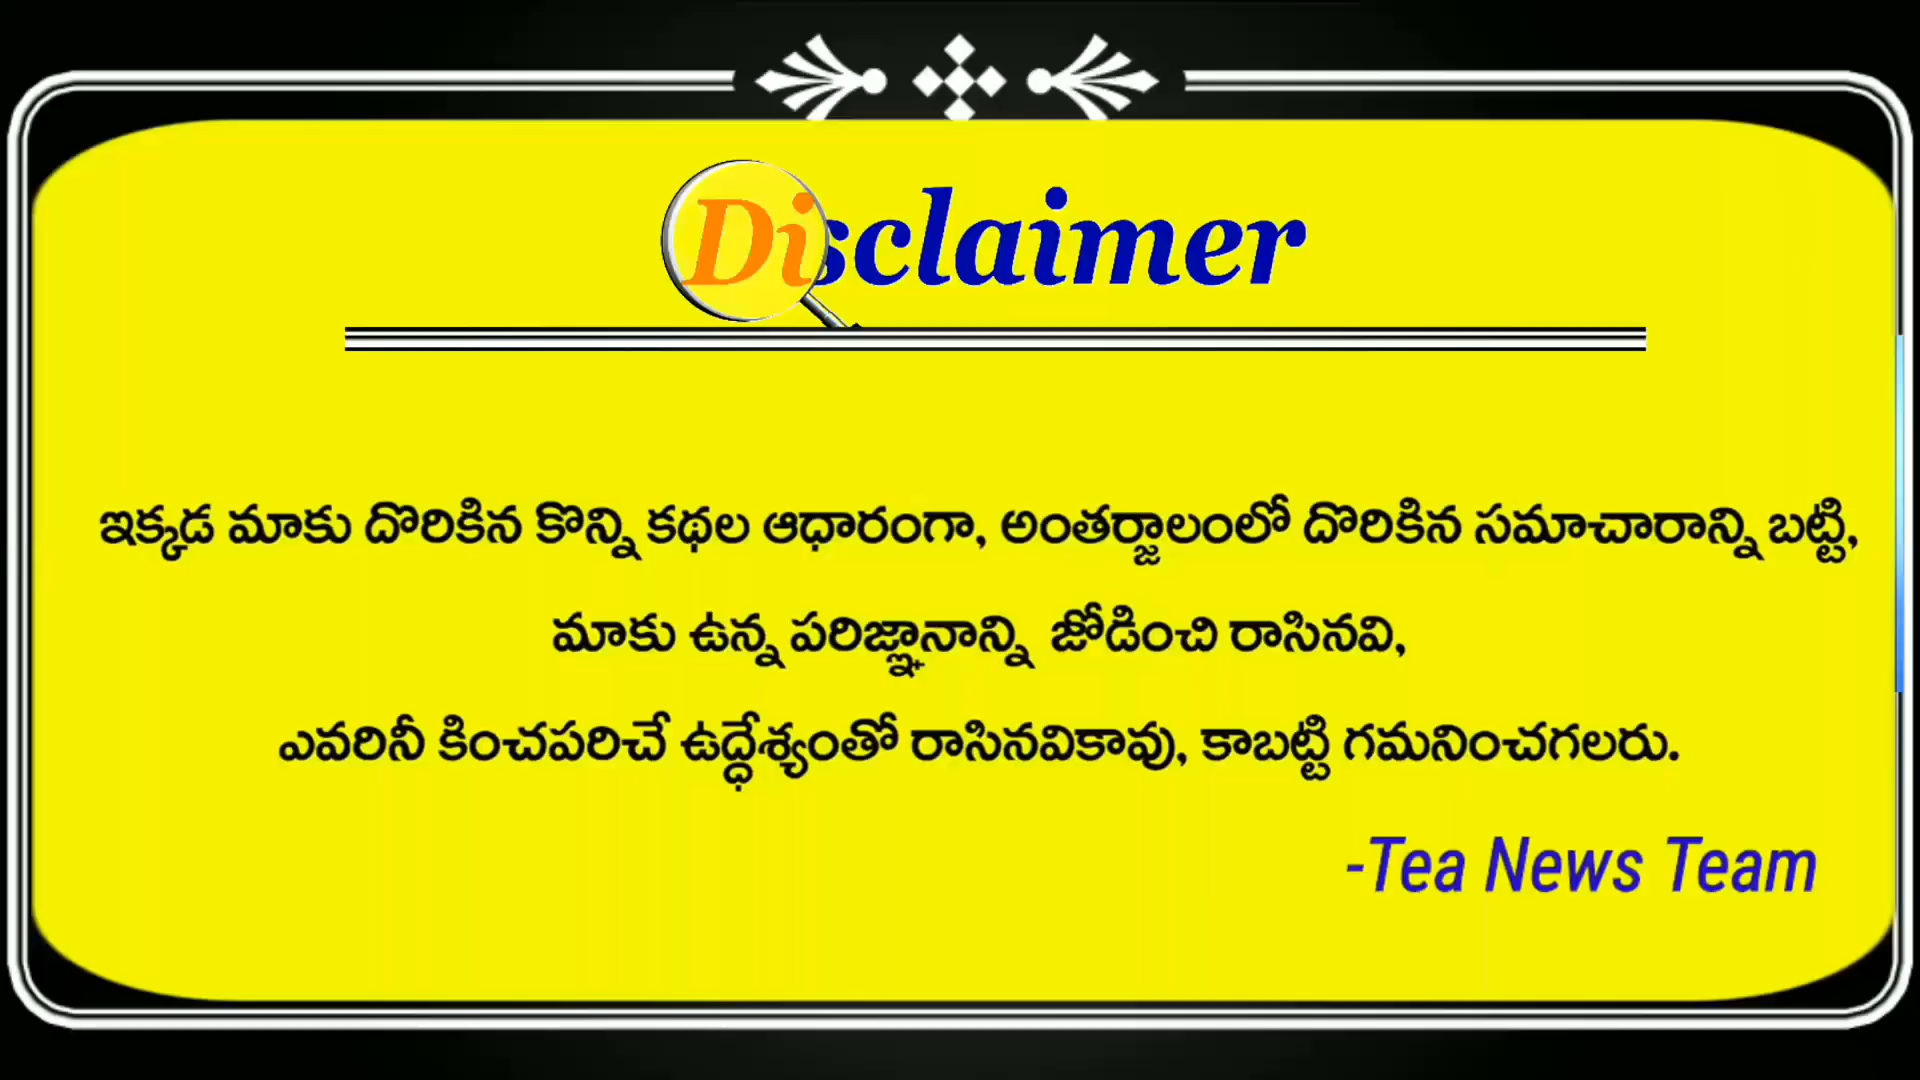 Disclaimer
ఇక్కడ మాకు దొరికిన కొన్ని కథల ఆధారంగా, అంతర్జాలంలో దొరికిన సమాచారాన్ని బట్టి,
మాకు ఉన్న పరిజ్ఞానాన్ని జోడించి రాసినవి,
ఎవరినీ కించపరిచే ఉద్ధేశ్యంతో రాసినవికావు, కాబట్టి గమనించగలరు.
-Tea News Team